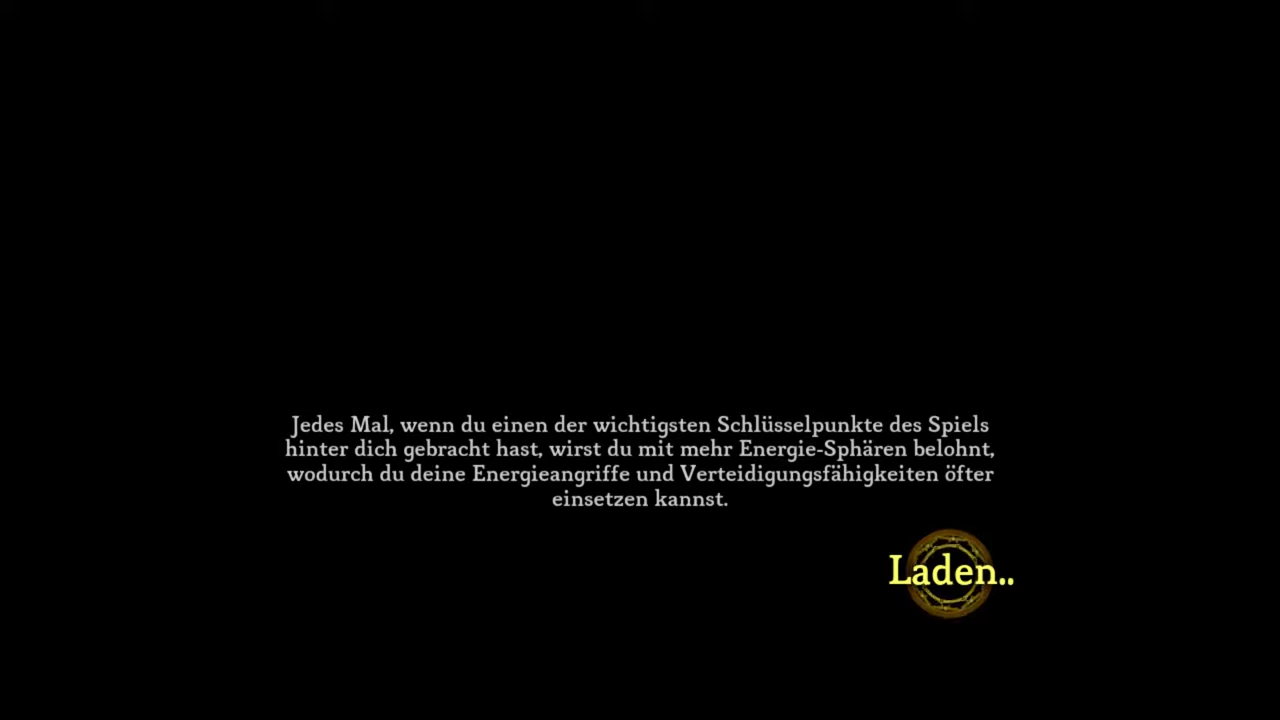 Jedes Mal, wenn du einen der wichtigsten Schlüsselpunkte des Spiels
hinter dich gebracht hast, wirst du mit mehr Energie-Sphären belohnt,
wodurch du deine Energieangriffe und Verteidigungsfähigkeiten öfter
einsetzen kannst.
Laden..